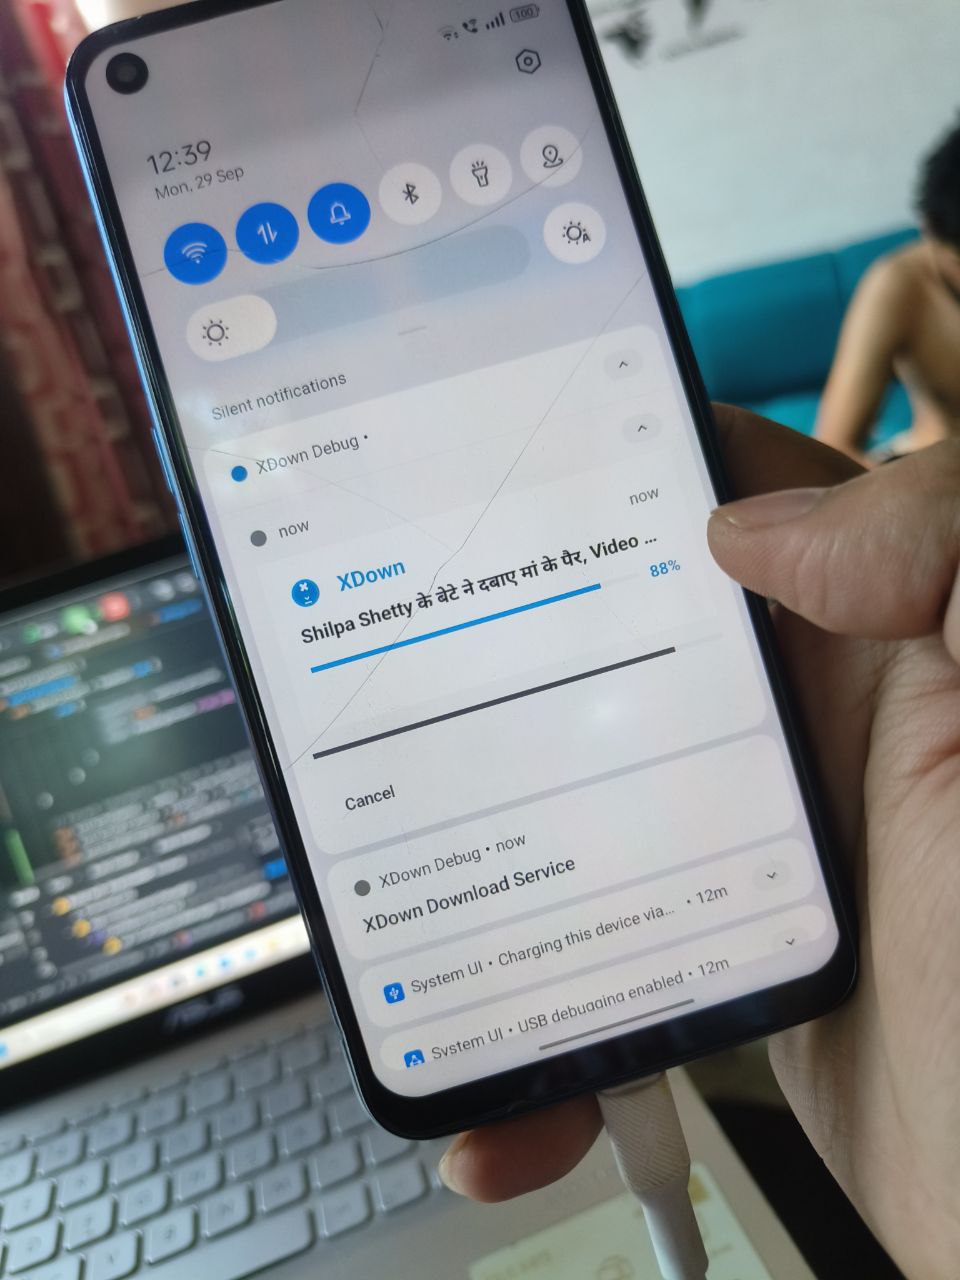 100
12:39
Mon, 29 Sep
Silent notifications
XDown Debug •
now
now
XDown
Shilpa Shetty के बेटे ने दबाए मां के पैर, Video ...
88%
Cancel
XDown Debug • now
XDown Download Service
System UI • Charging this device via... • 12m
System UI • USB debugging enabled • 12m
ASUS